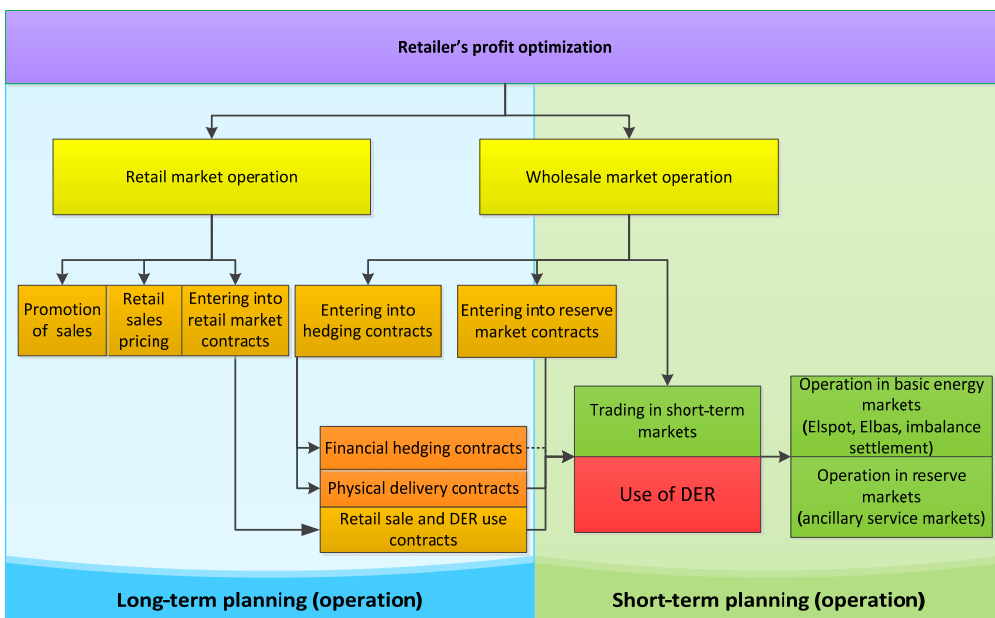 Retailer's profit optimization
Retail market operation
Wholesale market operation
Promotion
of sales
Retail
sales
pricing
Entering into
retail market
contracts
Entering into
hedging contracts
Entering into reserve
market contracts
Trading in short-term
markets
Use of DER
Operation in basic energy
markets
(Elspot, Elbas, imbalance
settlement)
Operation in reserve
markets
(ancillary service markets)
Financial hedging contracts
Physical delivery contracts
Retail sale and DER use
contracts
Long-term planning (operation)
Short-term planning (operation)